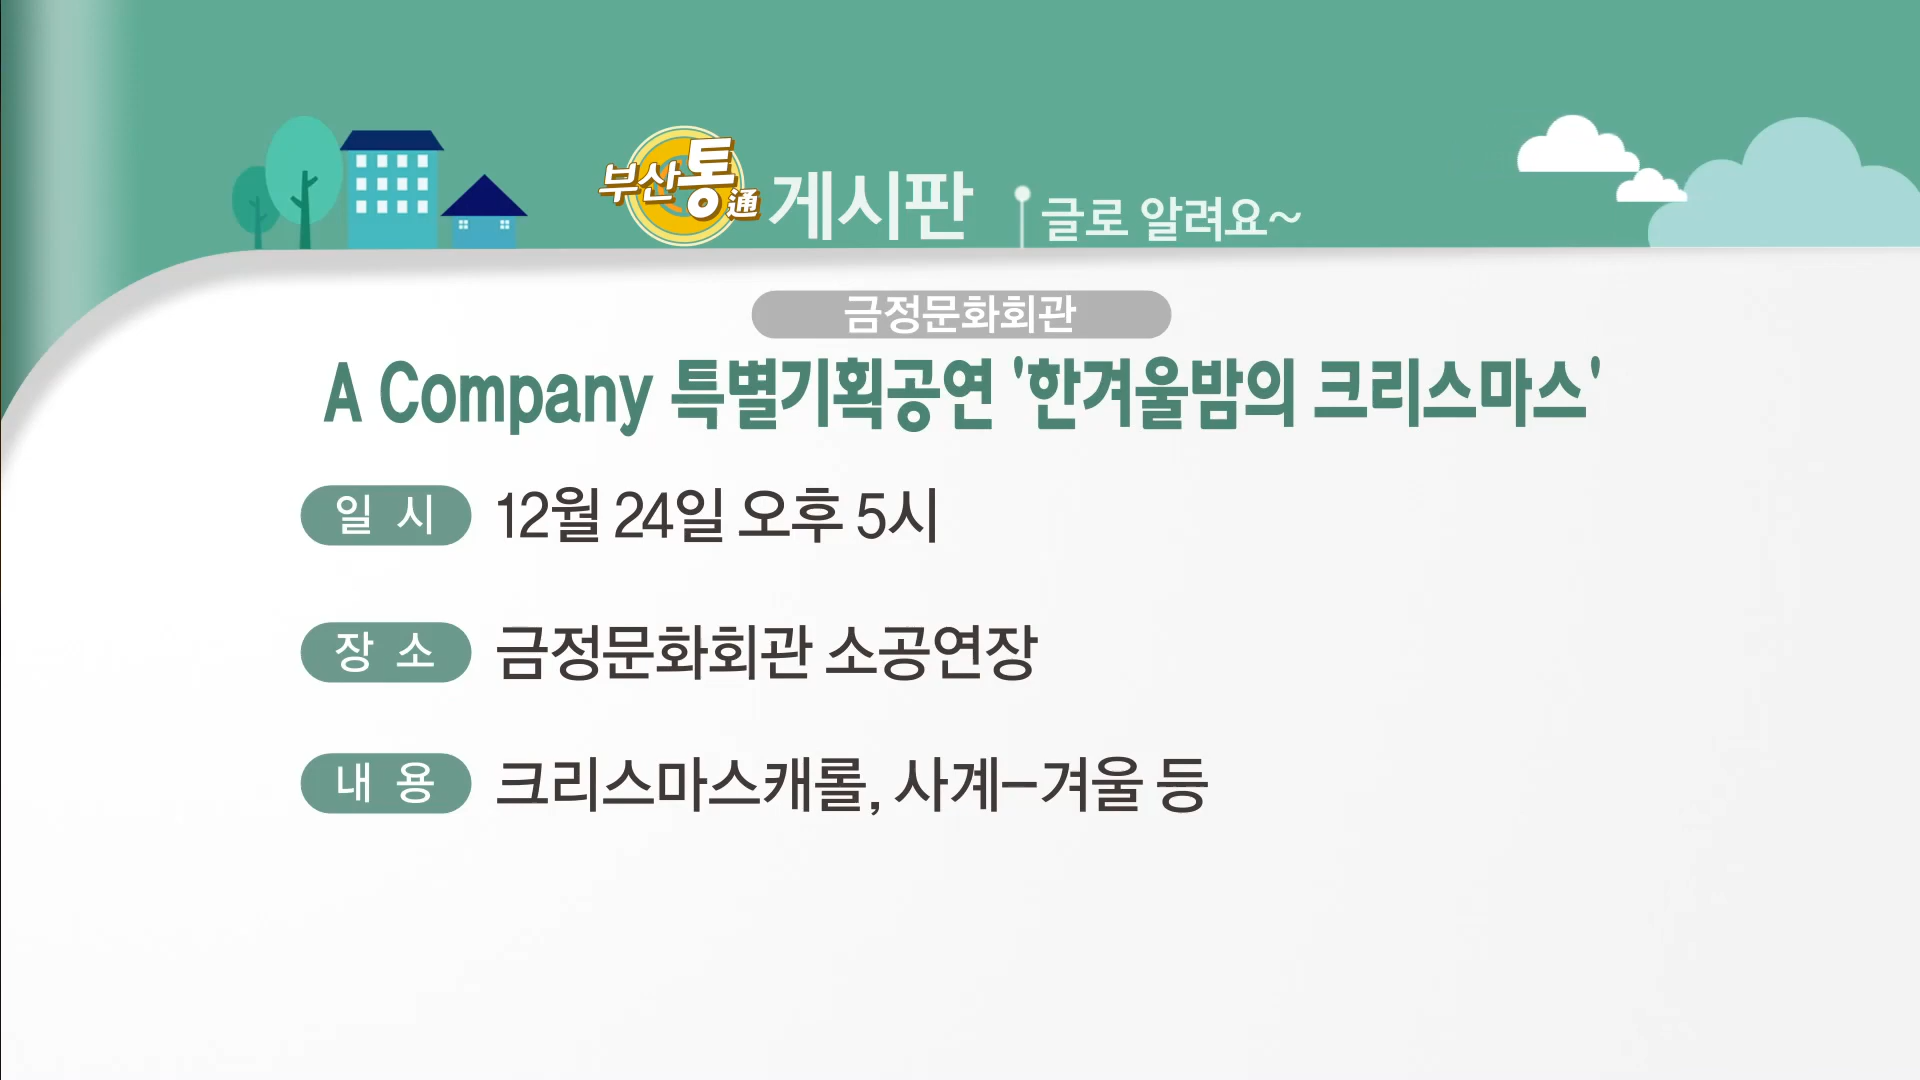 부산통通 게시판 글로 알려요~
금정문화회관
A Company 특별기획공연 '한겨울밤의 크리스마스'
일 시 12월 24일 오후 5시
장 소 금정문화회관 소공연장
내 용 크리스마스캐롤, 사계-겨울 등